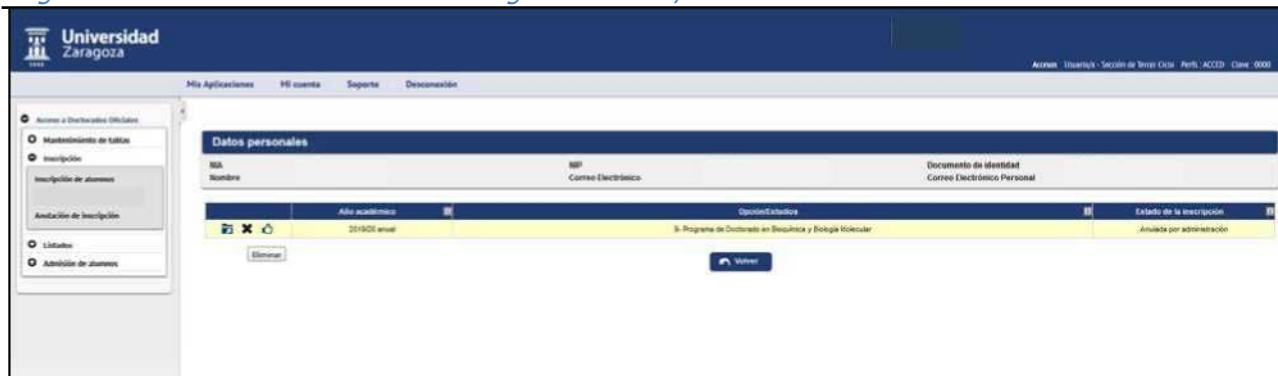 Universidad
Zaragoza
1542
Acceso: Usuario/a - Sección de Tercer Ciclo Perfil: ACCED Clave: 0000
Mis Aplicaciones Mi cuenta Soporte Desconexión
Acceso a Doctorados Oficiales
Mantenimiento de tablas
Inscripción
Inscripción de alumnos
Anotación de inscripción
Listados
Admisión de alumnos
Datos personales
NIA NIP Documento de identidad
Nombre Correo Electrónico Correo Electrónico Personal
Año académico Opción/Estudios Estado de la inscripción
2019/20 anual 9- Programa de Doctorado en Bioquímica y Biología Molecular Anulada por administración
Eliminar
Volver